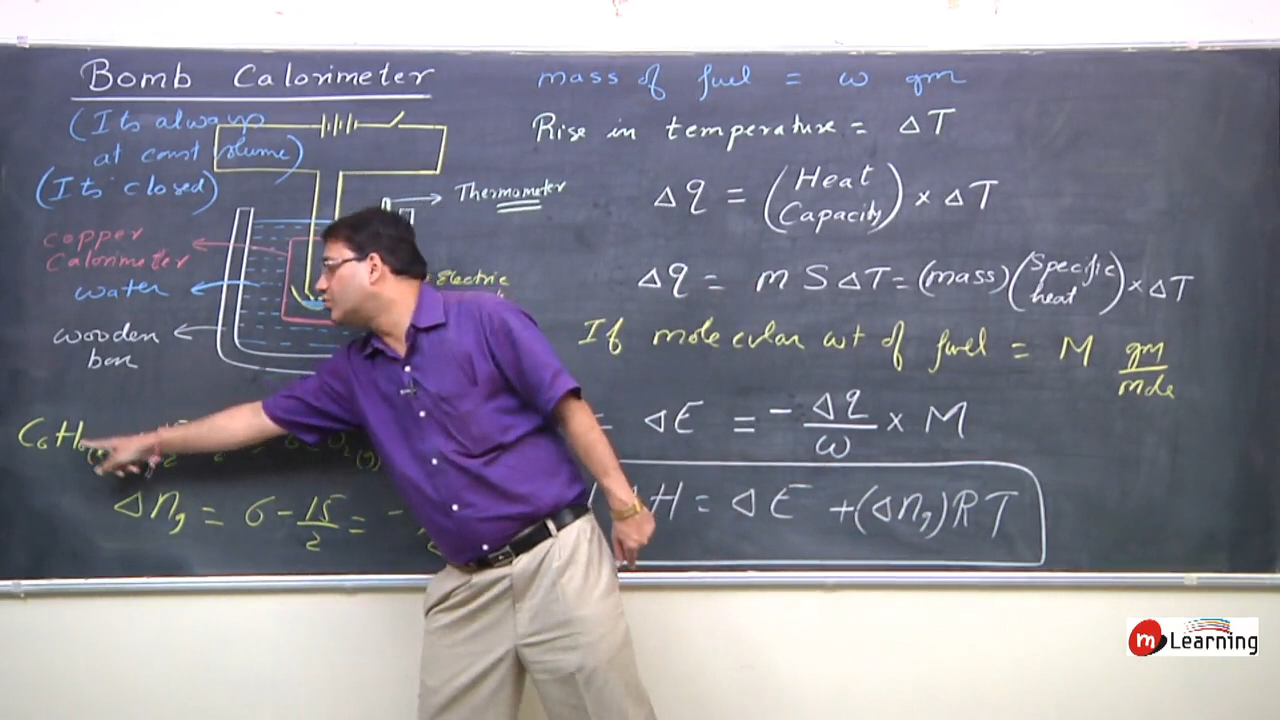 Bomb Calorimeter
(Its always
at const volume)
(Its closed)
Thermometer
copper
Calorimeter
Electric
water
wooden
box
C6H6
Δng = 6 - 15/2 = -
mass of fuel = w gm
Rise in temperature = ΔT
Δq = (Heat Capacity) × ΔT
Δq = m S ΔT = (mass) (Specific heat) × ΔT
If molecular wt of fuel = M gm/mole
= ΔE = - Δq/w × M
ΔH = ΔE + (Δng)RT
m Learning